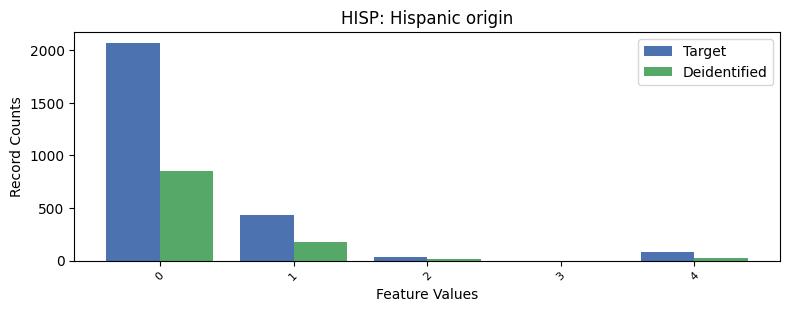 HISP: Hispanic origin
Record Counts
2000
1500
1000
500
0
Target
Deidentified
0 1 2 3 4
Feature Values